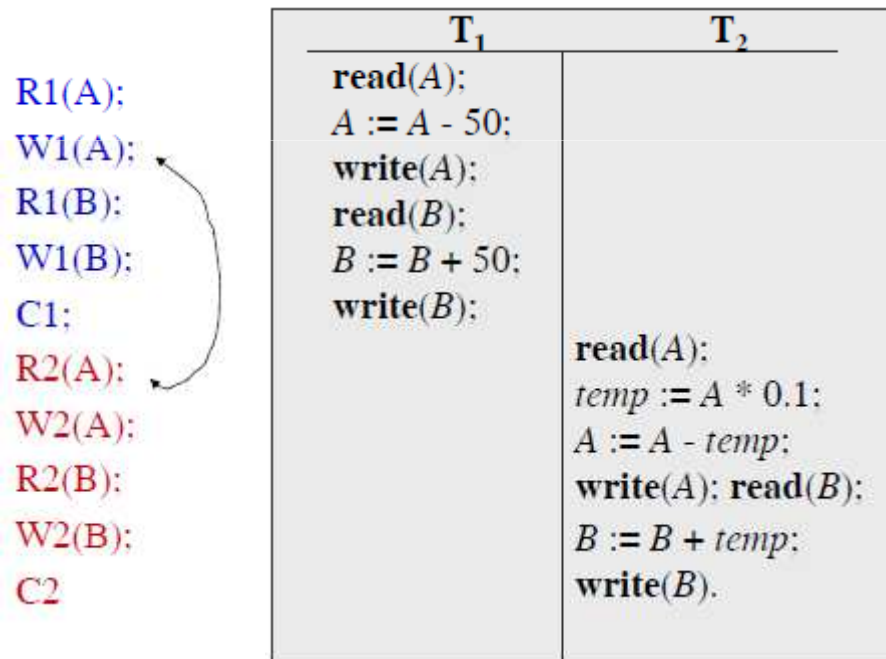 R1(A);
W1(A);
R1(B);
W1(B);
C1;
R2(A);
W2(A);
R2(B);
W2(B);
C2
T1 T2
read(A);
A := A - 50;
write(A);
read(B);
B := B + 50;
write(B);
read(A);
temp := A * 0.1;
A := A - temp;
write(A); read(B);
B := B + temp;
write(B).